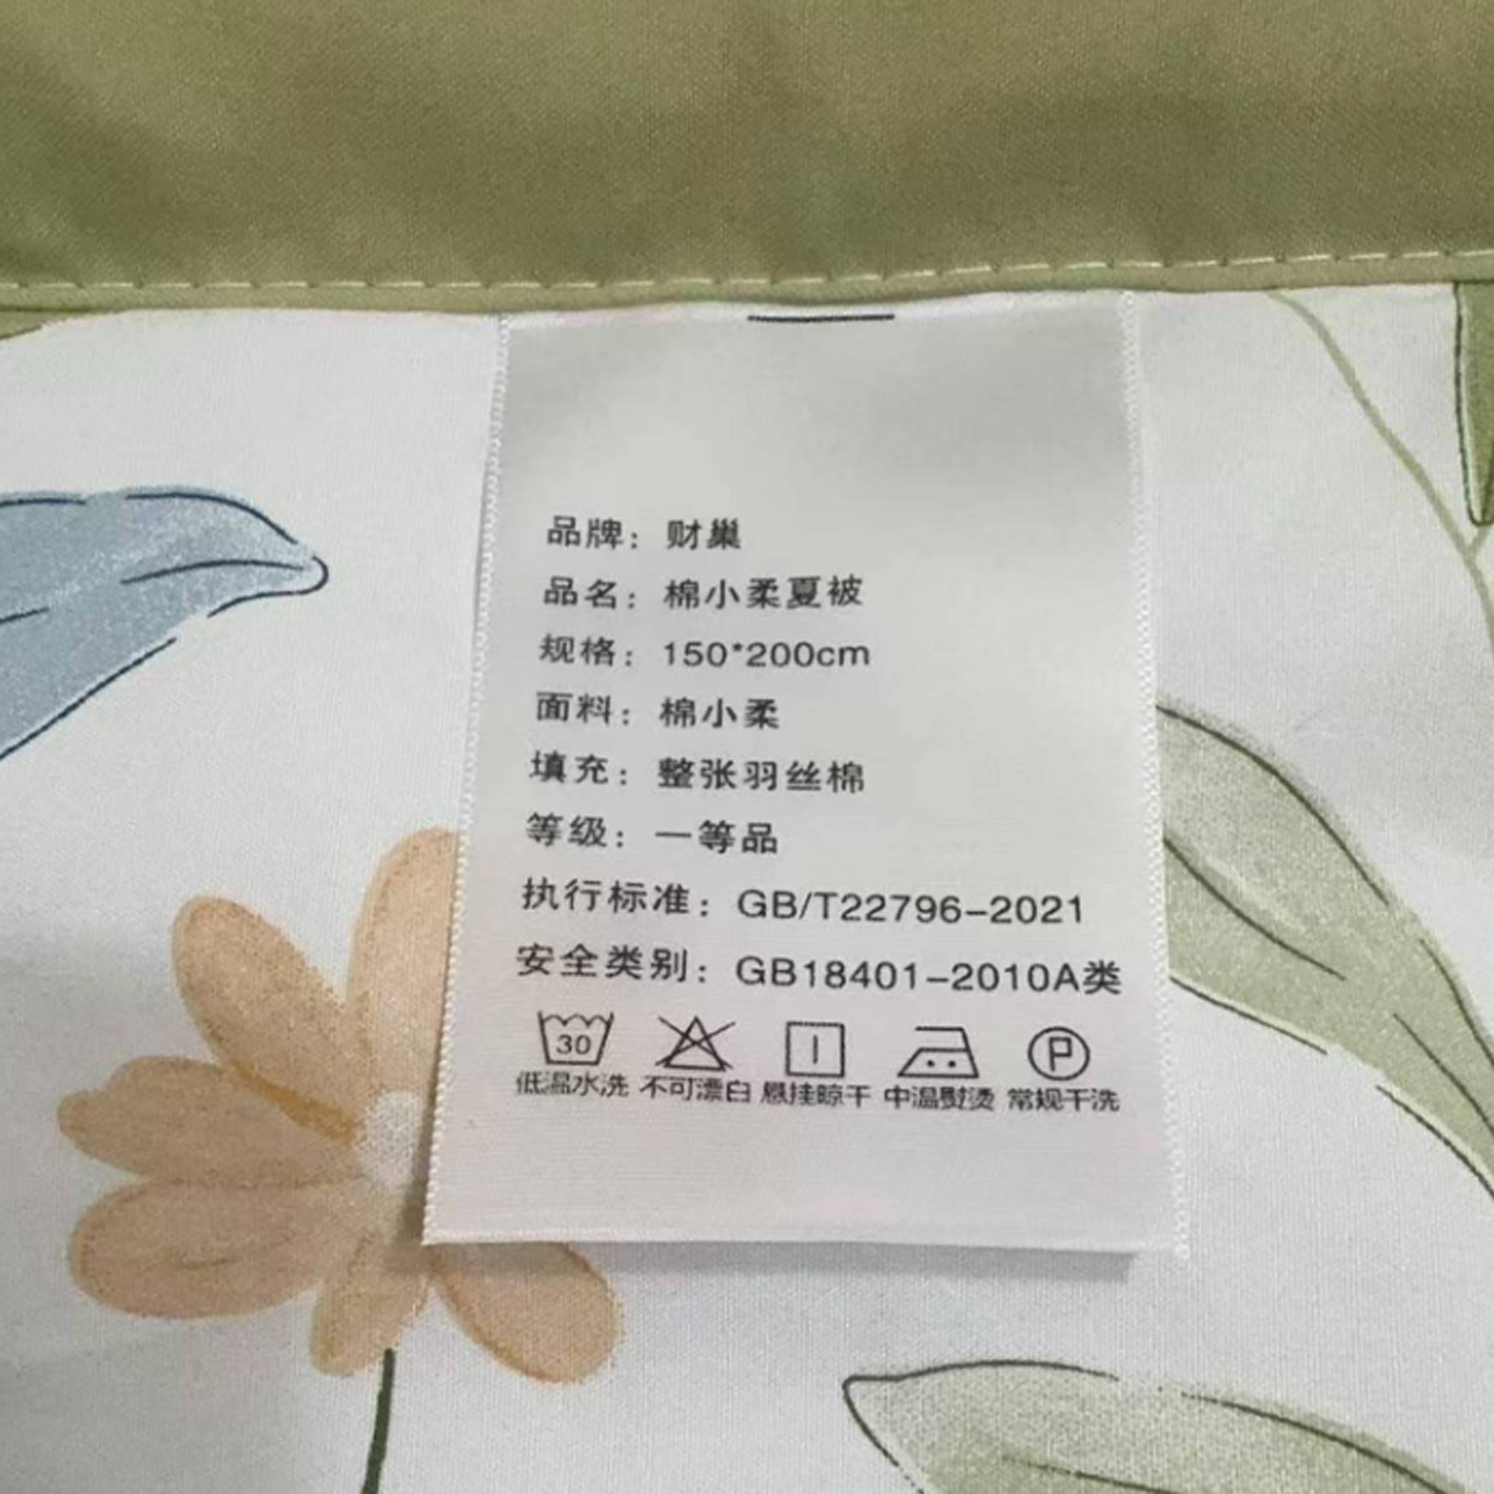 品牌：财巢
品名：棉小柔夏被
规格：150*200cm
面料：棉小柔
填充：整张羽丝棉
等级：一等品
执行标准：GB/T22796-2021
安全类别：GB18401-2010A类
30 P
低温水洗 不可漂白 悬挂晾干 中温熨烫 常规干洗